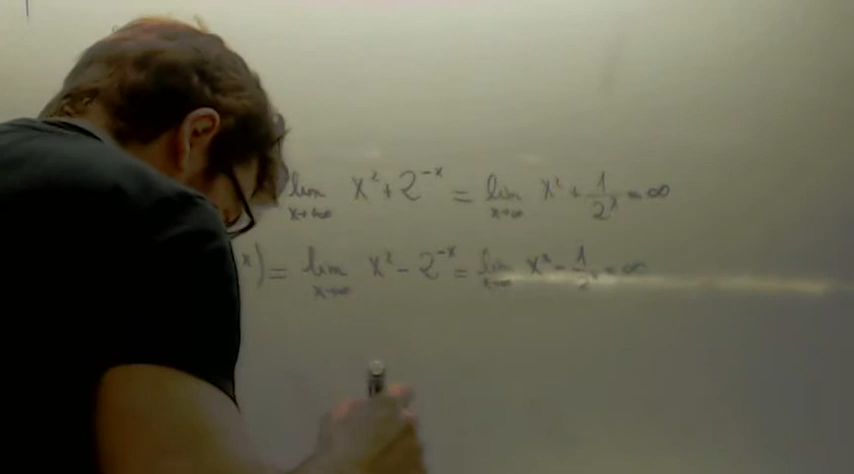 lim x→+∞ x² + 2^{-x} = lim x→∞ x² + 1/2^x = ∞
x) = lim x→∞ x² - 2^{-x} = lim x→∞ x² - 1/2^x = ∞